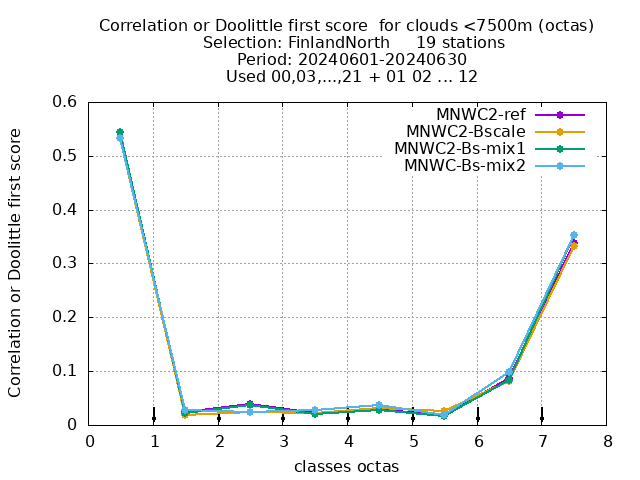 Correlation or Doolittle first score  for clouds <7500m (octas)
Selection: FinlandNorth     19 stations
Period: 20240601-20240630
Used 00,03,...,21 + 01 02 ... 12
MNWC2-ref
MNWC2-Bscale
MNWC2-Bs-mix1
MNWC-Bs-mix2
Correlation or Doolittle first score
0.6
0.5
0.4
0.3
0.2
0.1
0
0 1 2 3 4 5 6 7 8
classes octas